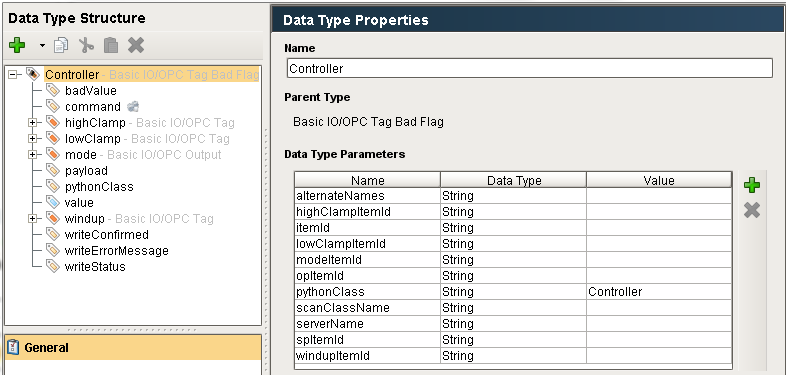 Data Type Structure
Controller - Basic IO/OPC Tag Bad Flag
badValue
command
highClamp - Basic IO/OPC Tag
lowClamp - Basic IO/OPC Tag
mode - Basic IO/OPC Output
payload
pythonClass
value
windup - Basic IO/OPC Tag
writeConfirmed
writeErrorMessage
writeStatus
General
Data Type Properties
Name
Controller
Parent Type
Basic IO/OPC Tag Bad Flag
Data Type Parameters
Name Data Type Value
alternateNames String
highClampItemId String
itemId String
lowClampItemId String
modeItemId String
opItemId String
pythonClass String Controller
scanClassName String
serverName String
spItemId String
windupItemId String